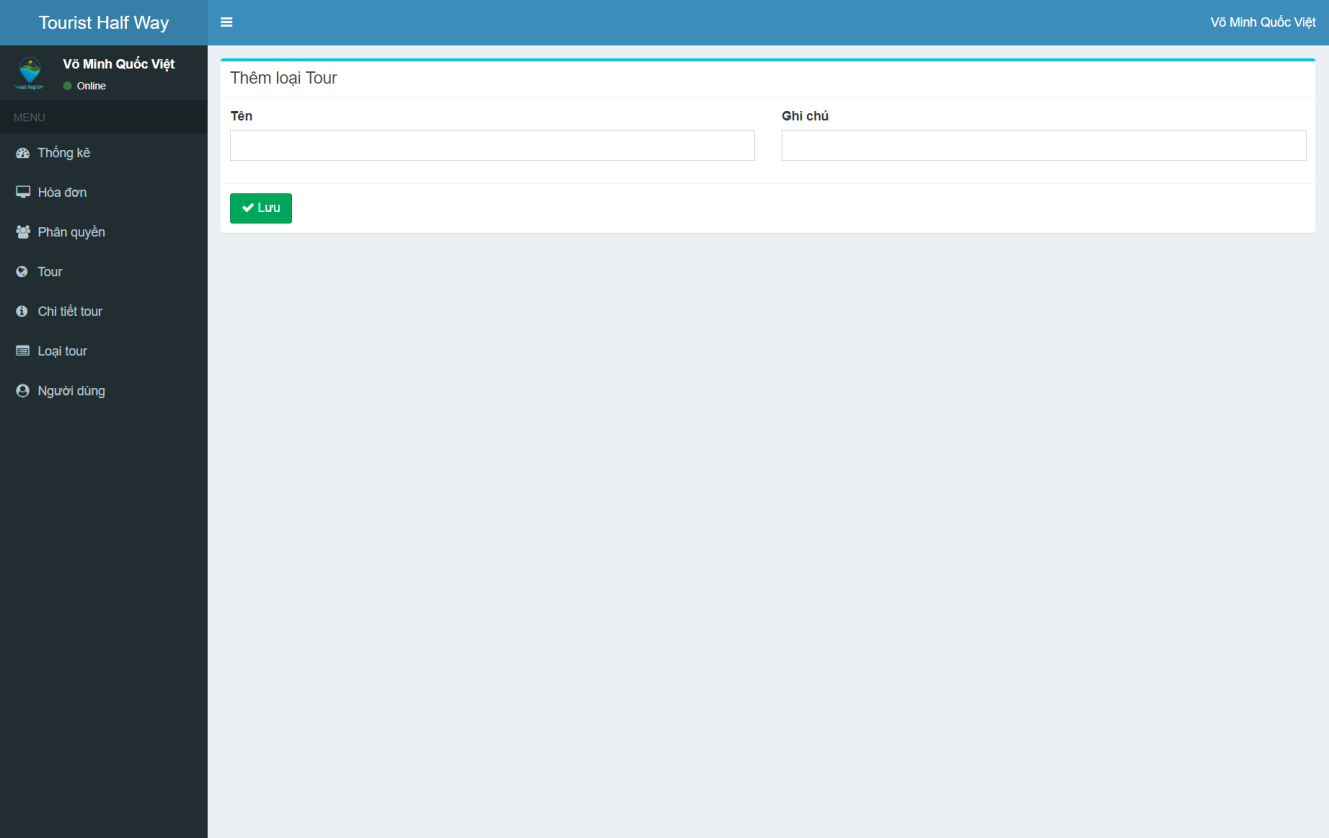 Tourist Half Way
Võ Minh Quốc Việt
Võ Minh Quốc Việt
Online
MENU
Thống kê
Hóa đơn
Phân quyền
Tour
Chi tiết tour
Loại tour
Người dùng
Thêm loại Tour
Tên
Ghi chú
Lưu